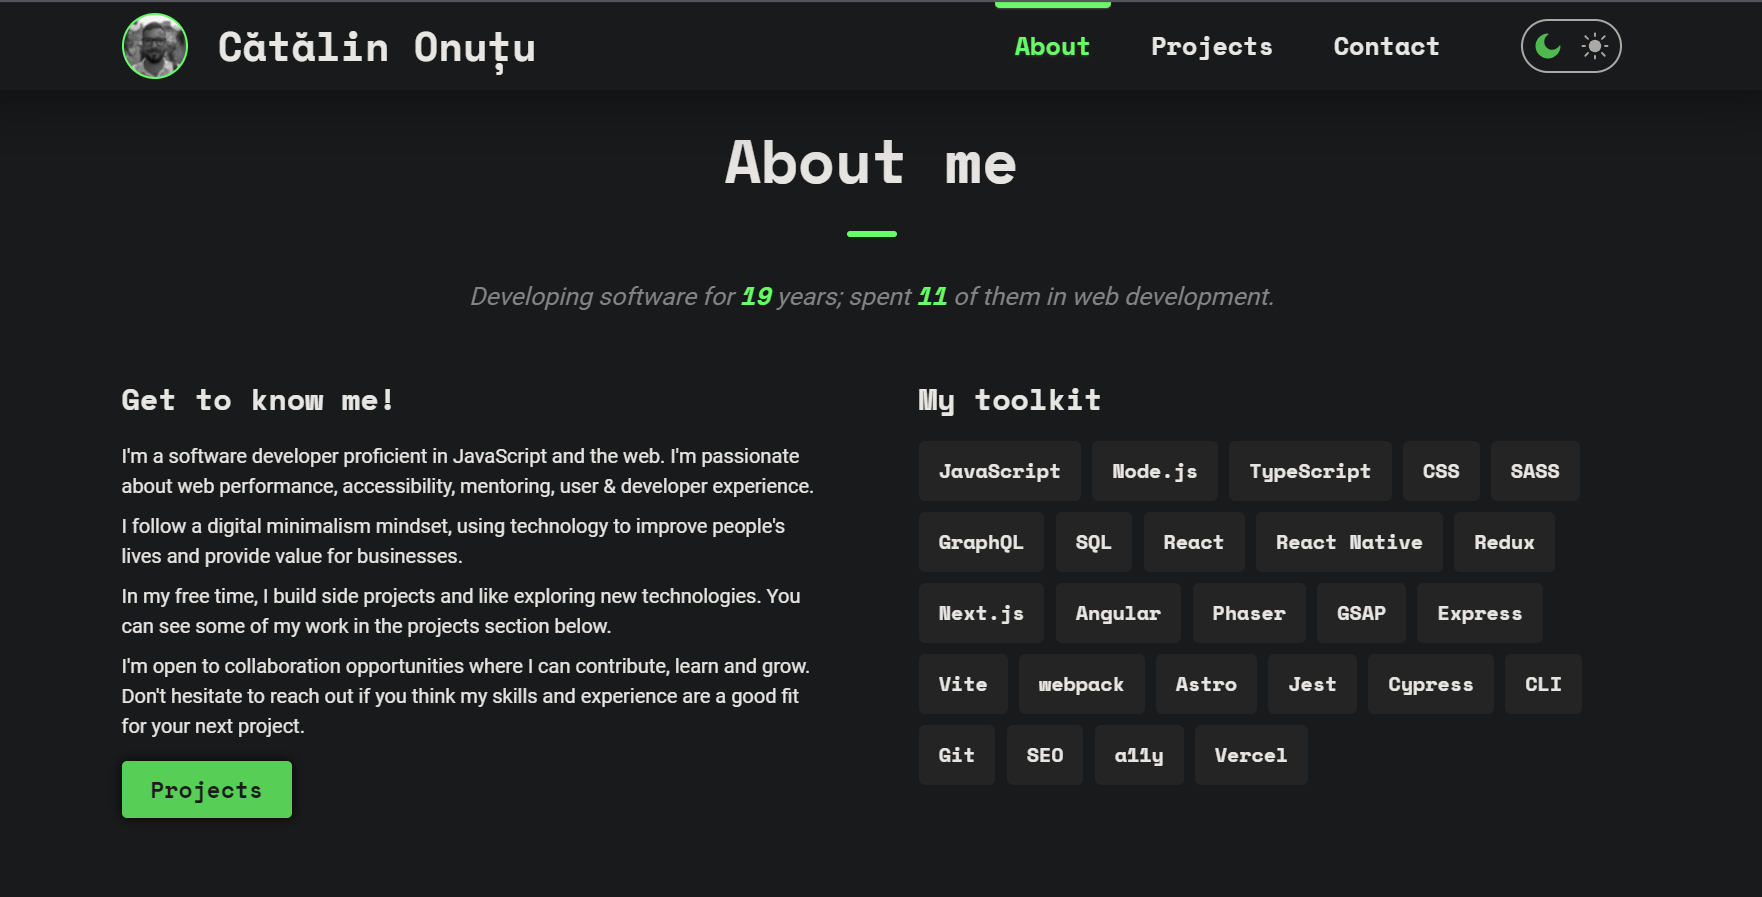 Cătălin Onuțu
About Projects Contact
About me
Developing software for 19 years; spent 11 of them in web development.
Get to know me!
I'm a software developer proficient in JavaScript and the web. I'm passionate
about web performance, accessibility, mentoring, user & developer experience.
I follow a digital minimalism mindset, using technology to improve people's
lives and provide value for businesses.
In my free time, I build side projects and like exploring new technologies. You
can see some of my work in the projects section below.
I'm open to collaboration opportunities where I can contribute, learn and grow.
Don't hesitate to reach out if you think my skills and experience are a good fit
for your next project.
Projects
My toolkit
JavaScript Node.js TypeScript CSS SASS
GraphQL SQL React React Native Redux
Next.js Angular Phaser GSAP Express
Vite webpack Astro Jest Cypress CLI
Git SEO a11y Vercel